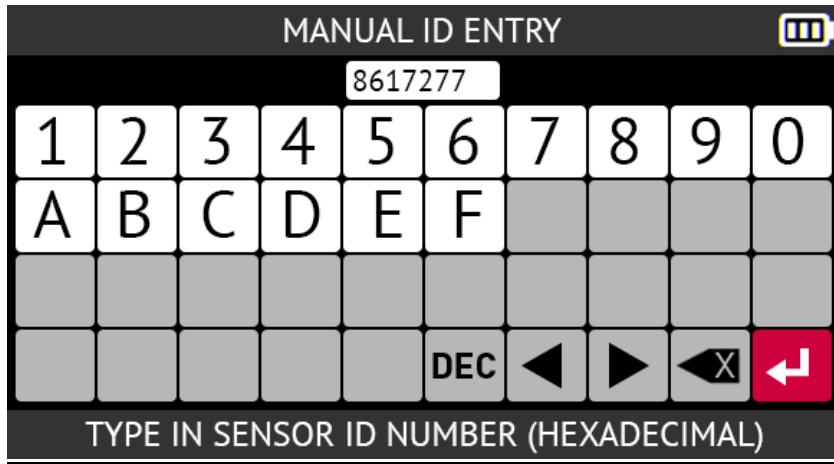 MANUAL ID ENTRY
8617277
1 2 3 4 5 6 7 8 9 0
A B C D E F
DEC X
TYPE IN SENSOR ID NUMBER (HEXADECIMAL)